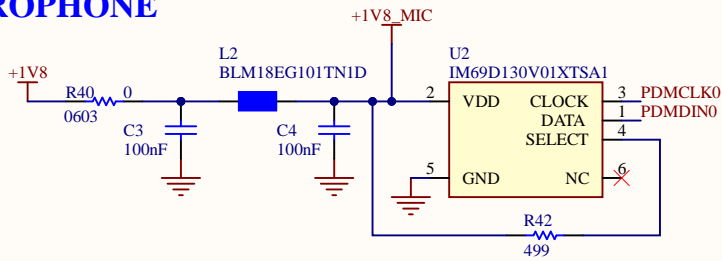 ROPHONE
+1V8_MIC
+1V8
R40 0
0603
L2
BLM18EG101TN1D
C3
100nF
C4
100nF
U2
IM69D130V01XTSA1
2 VDD CLOCK 3 PDMCLK0
DATA 1 PDMDIN0
SELECT 4
5 GND NC 6
R42
499